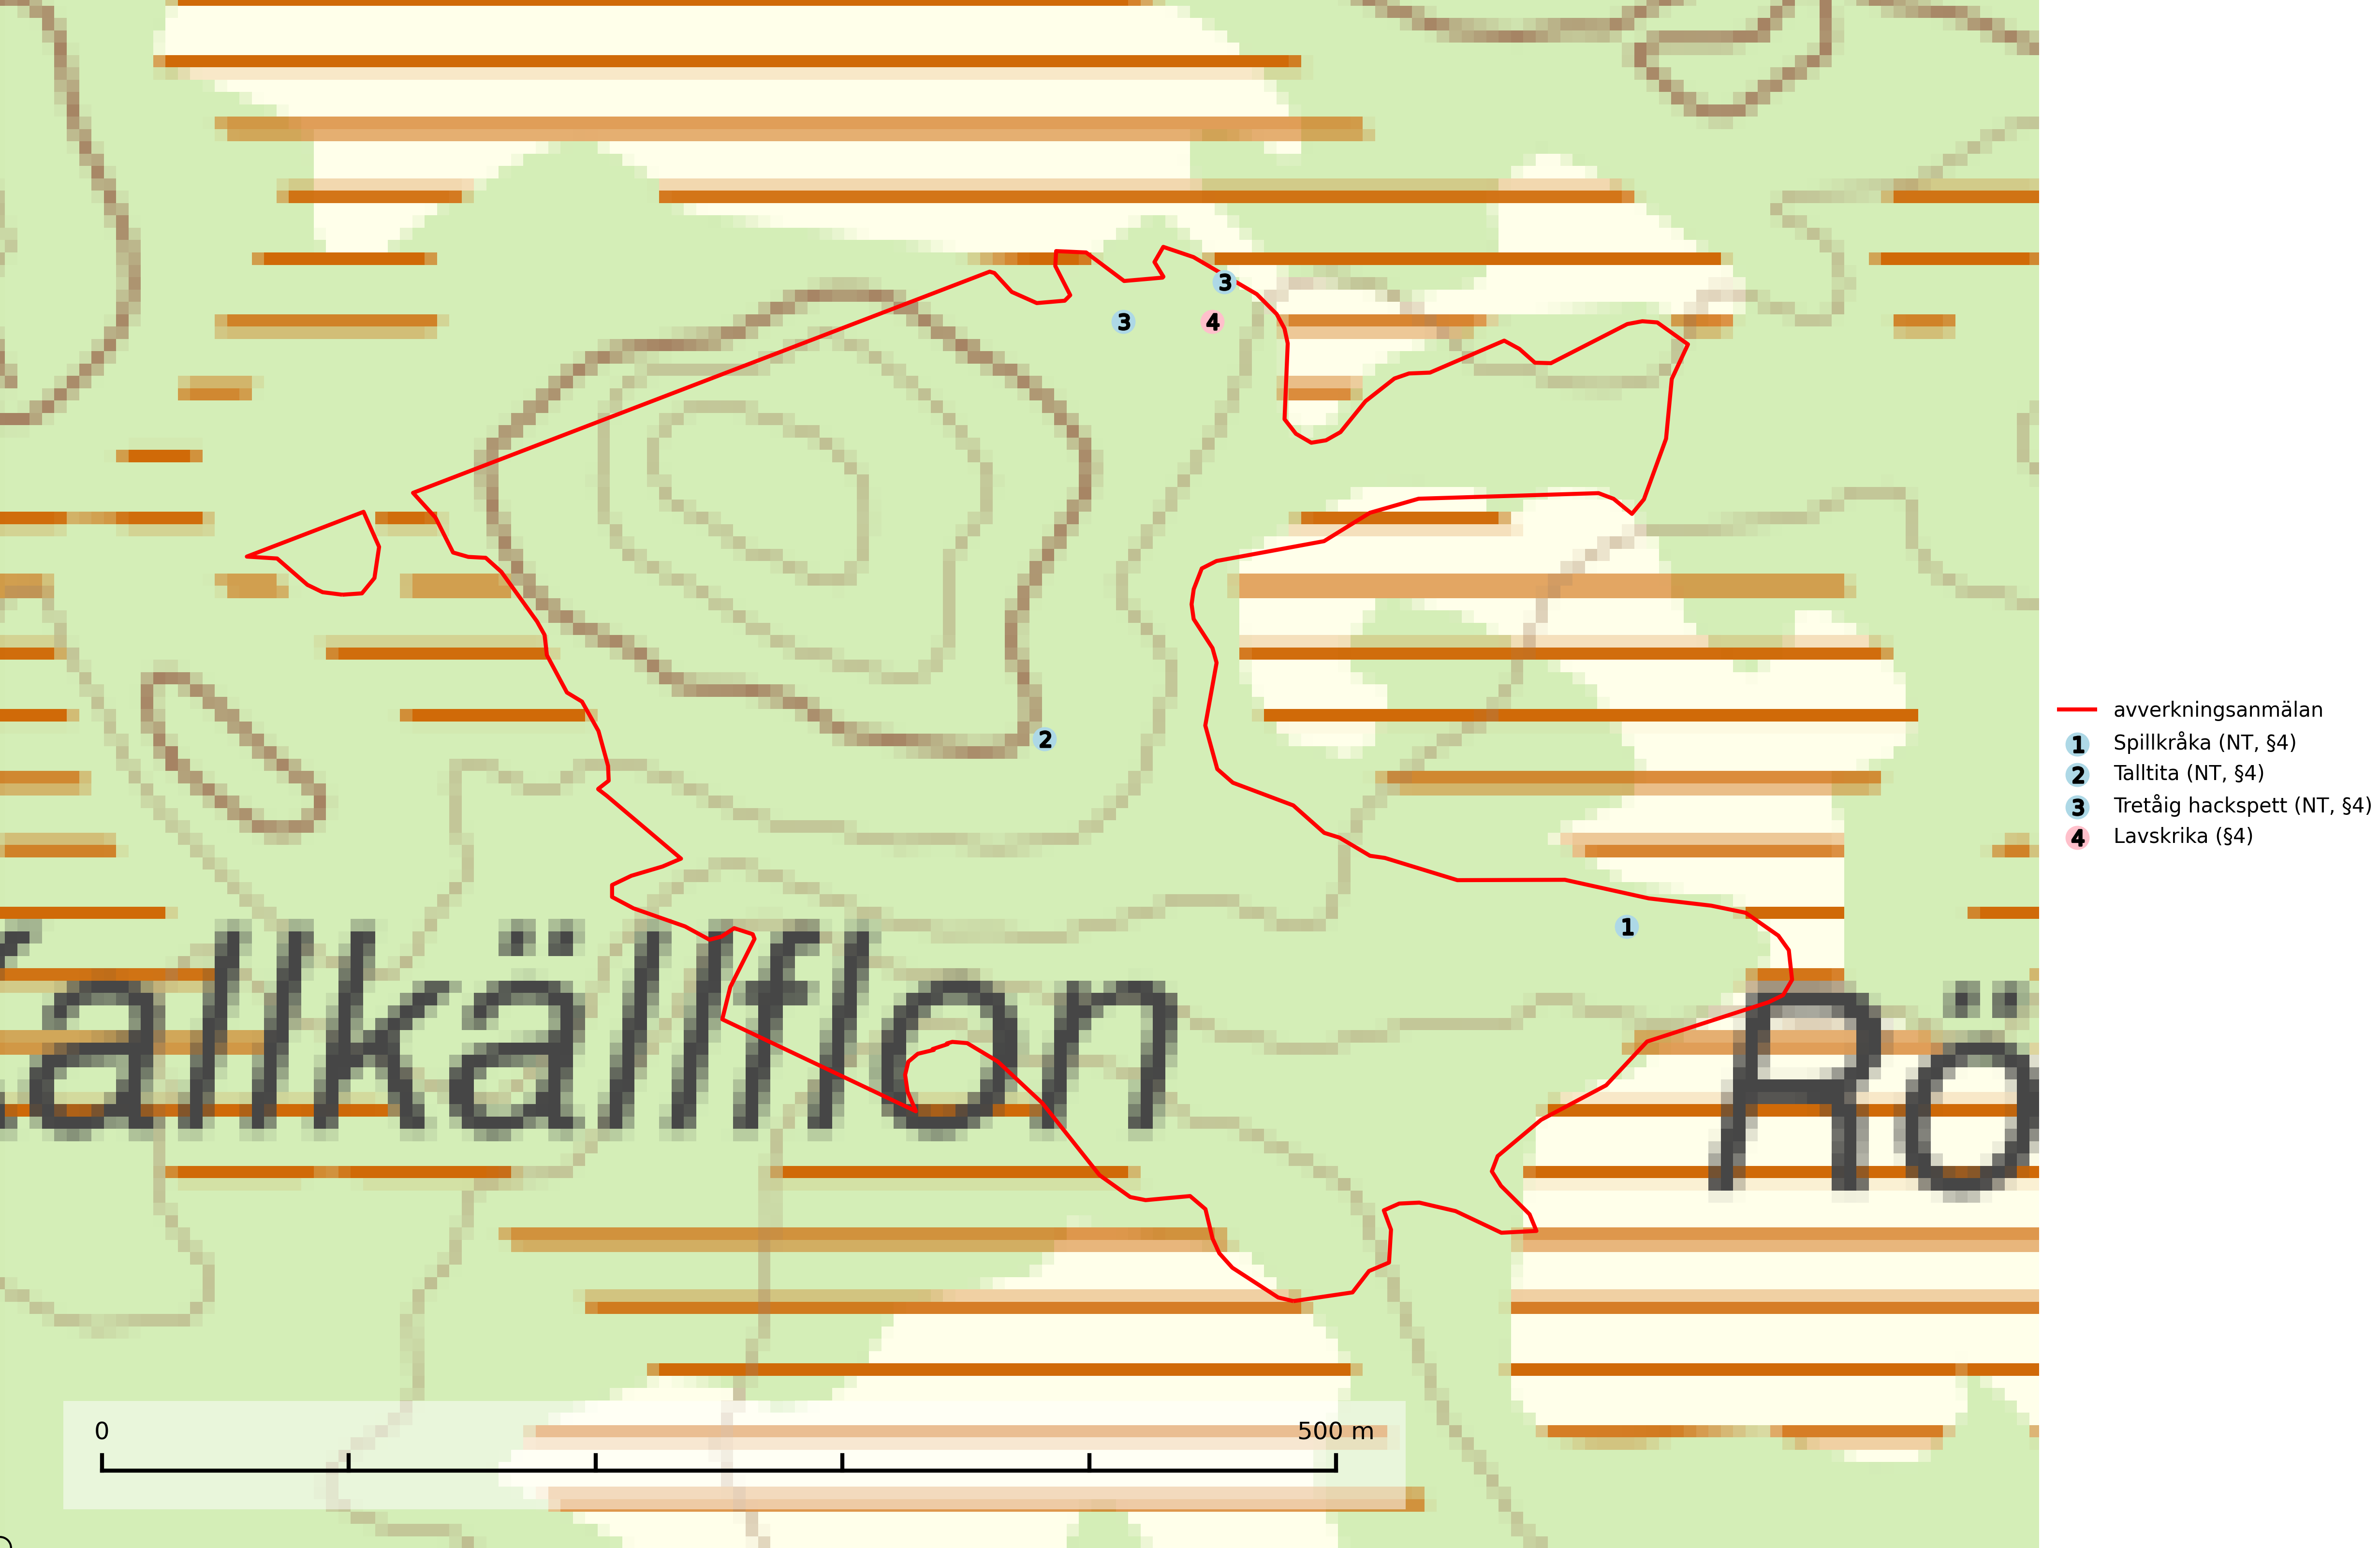 3
3
4
2
1
alkällflon
Rö
0
500 m
avverkningsanmälan
1 Spillkråka (NT, §4)
2 Talltita (NT, §4)
3 Tretåig hackspett (NT, §4)
4 Lavskrika (§4)